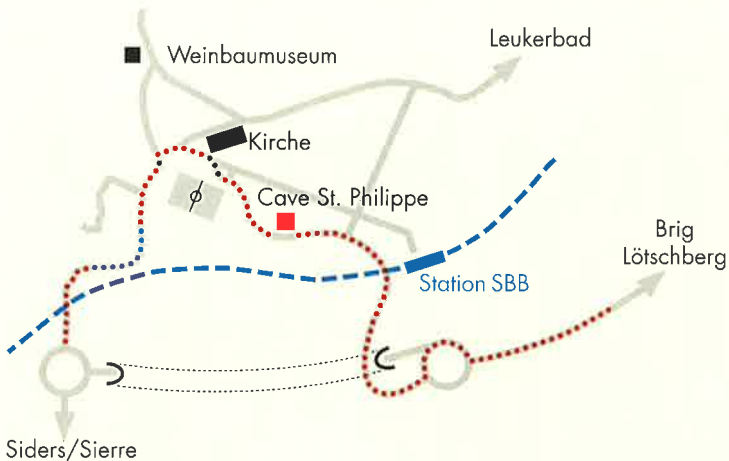 Leukerbad
Weinbaumuseum
Kirche
Cave St. Philippe
Brig
Lötschberg
Station SBB
Siders/Sierre